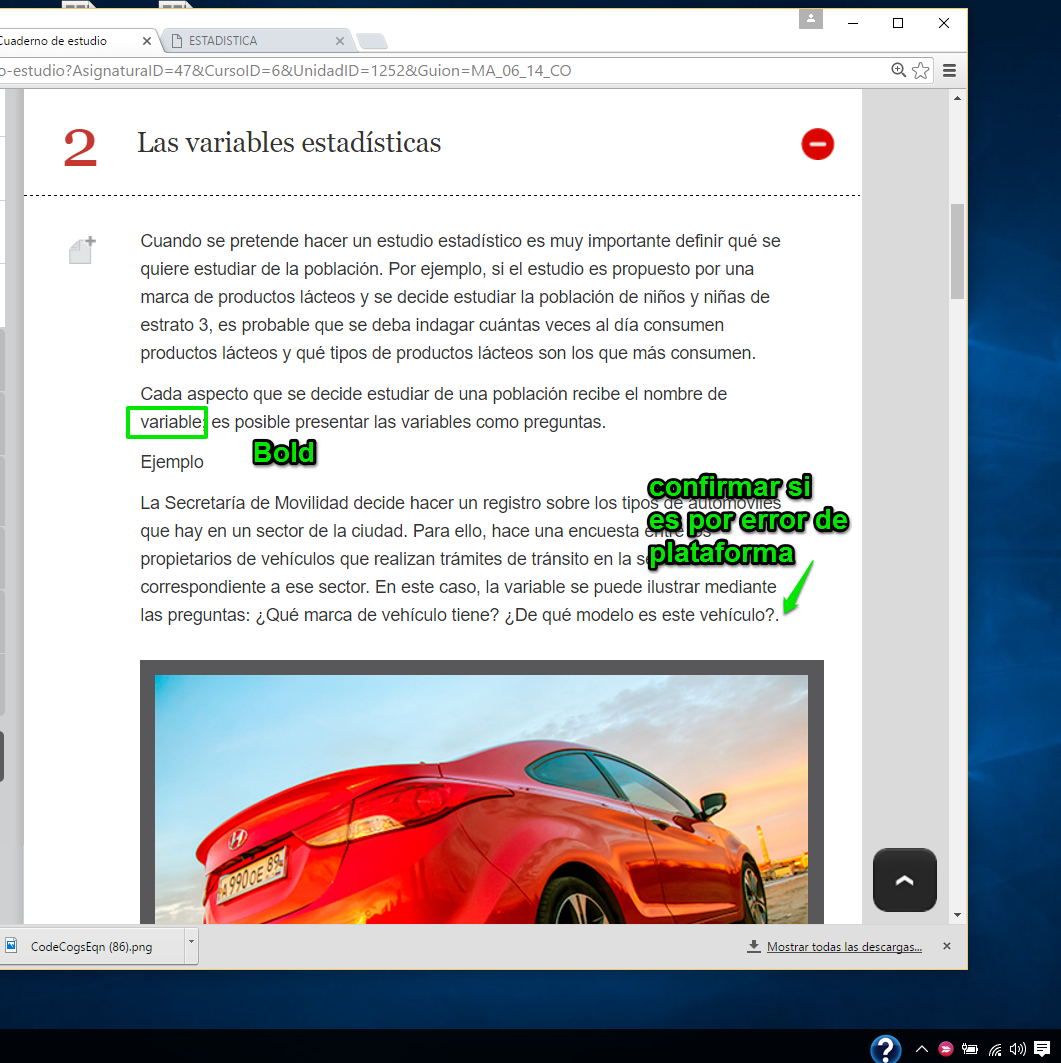 Cuaderno de estudio
ESTADISTICA
o-estudio?AsignaturaID=47&CursoID=6&UnidadID=1252&Guion=MA_06_14_CO
2 Las variables estadísticas
Cuando se pretende hacer un estudio estadístico es muy importante definir qué se
quiere estudiar de la población. Por ejemplo, si el estudio es propuesto por una
marca de productos lácteos y se decide estudiar la población de niños y niñas de
estrato 3, es probable que se deba indagar cuántas veces al día consumen
productos lácteos y qué tipos de productos lácteos son los que más consumen.
Cada aspecto que se decide estudiar de una población recibe el nombre de
variable; es posible presentar las variables como preguntas.
Bold
Ejemplo
confirmar si
es por error de
plataforma
La Secretaría de Movilidad decide hacer un registro sobre los tipos de automóviles
que hay en un sector de la ciudad. Para ello, hace una encuesta entre los
propietarios de vehículos que realizan trámites de tránsito en la
correspondiente a ese sector. En este caso, la variable se puede ilustrar mediante
las preguntas: ¿Qué marca de vehículo tiene? ¿De qué modelo es este vehículo?.
A990OE 89
CodeCogsEqn (86).png
Mostrar todas las descargas...